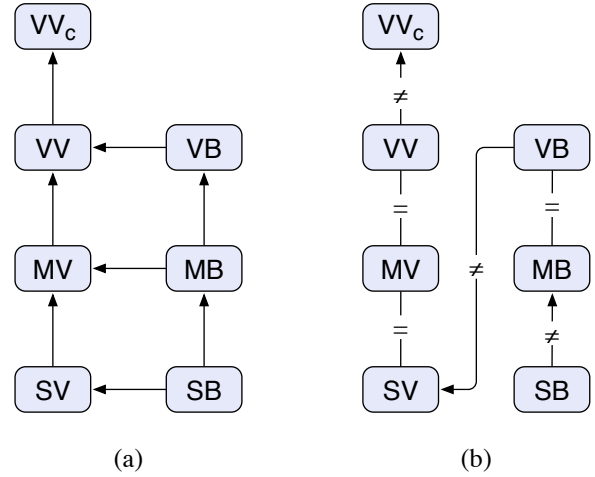 VVc VVc
≠
VV VB VV VB
= =
MV MB ≠ MV MB
= ≠
SV SB SV SB
(a) (b)